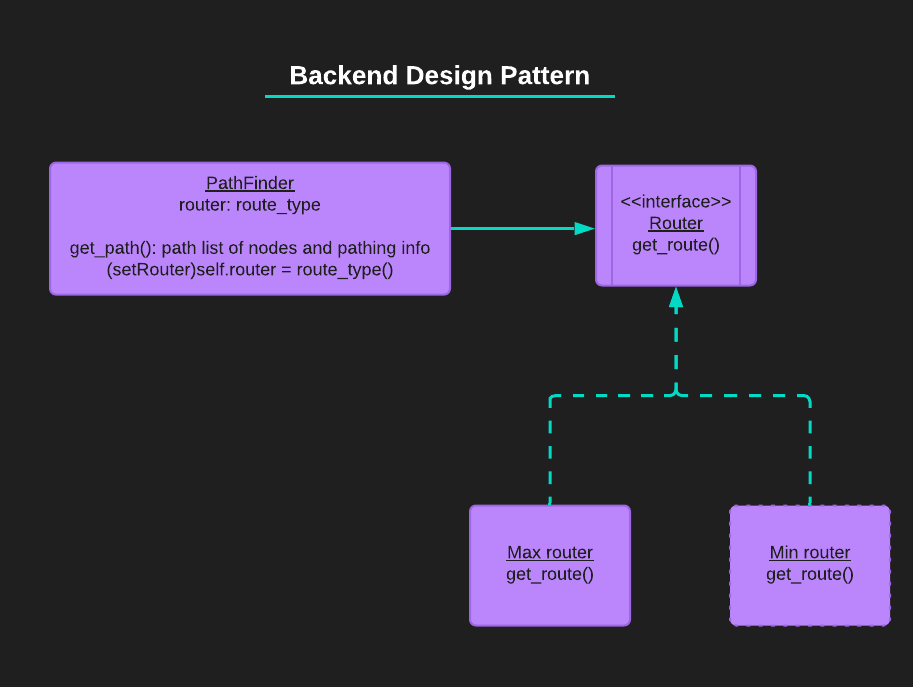 Backend Design Pattern
PathFinder
router: route_type
get_path(): path list of nodes and pathing info
(setRouter)self.router = route_type()
<<interface>>
Router
get_route()
Max router
get_route()
Min router
get_route()